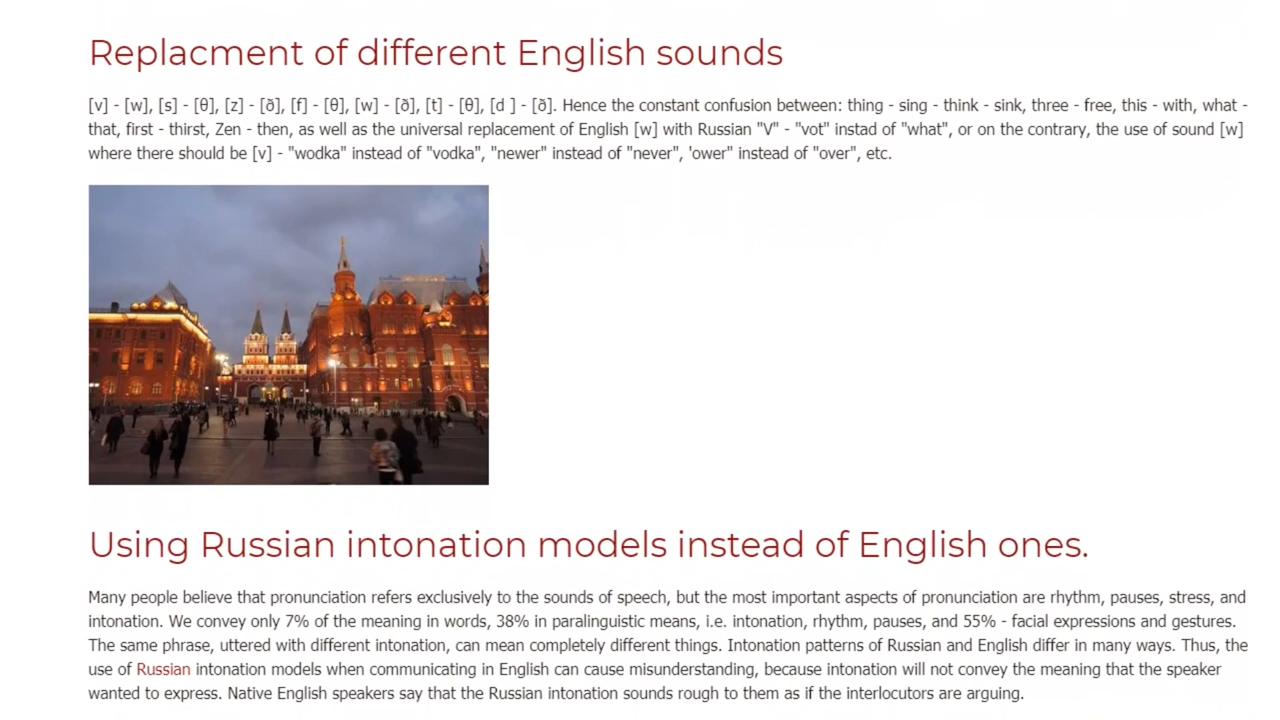 Replacment of different English sounds
[v] - [w], [s] - [θ], [z] - [ð], [f] - [θ], [w] - [ð], [t] - [θ], [d ] - [ð]. Hence the constant confusion between: thing - sing - think - sink, three - free, this - with, what -
that, first - thirst, Zen - then, as well as the universal replacement of English [w] with Russian "V" - "vot" instad of "what", or on the contrary, the use of sound [w]
where there should be [v] - "wodka" instead of "vodka", "newer" instead of "never", 'ower" instead of "over", etc.
Using Russian intonation models instead of English ones.
Many people believe that pronunciation refers exclusively to the sounds of speech, but the most important aspects of pronunciation are rhythm, pauses, stress, and
intonation. We convey only 7% of the meaning in words, 38% in paralinguistic means, i.e. intonation, rhythm, pauses, and 55% - facial expressions and gestures.
The same phrase, uttered with different intonation, can mean completely different things. Intonation patterns of Russian and English differ in many ways. Thus, the
use of Russian intonation models when communicating in English can cause misunderstanding, because intonation will not convey the meaning that the speaker
wanted to express. Native English speakers say that the Russian intonation sounds rough to them as if the interlocutors are arguing.